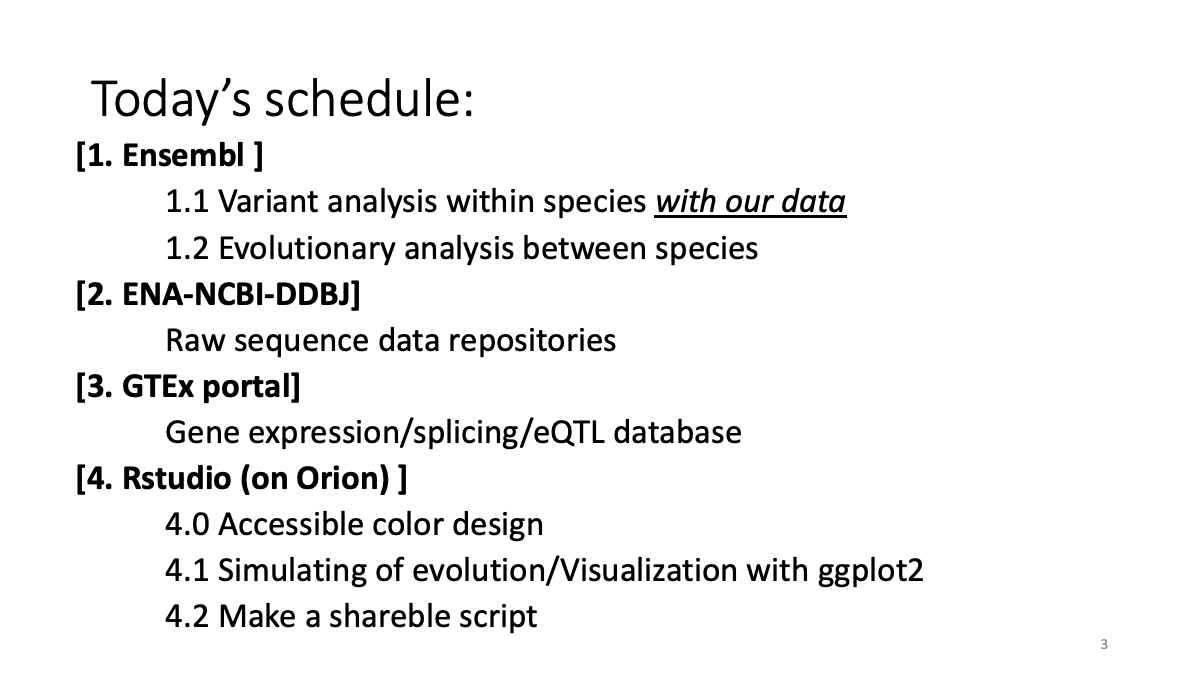 Today’s schedule:
[1. Ensembl ]
1.1 Variant analysis within species with our data
1.2 Evolutionary analysis between species
[2. ENA-NCBI-DDBJ]
Raw sequence data repositories
[3. GTEx portal]
Gene expression/splicing/eQTL database
[4. Rstudio (on Orion) ]
4.0 Accessible color design
4.1 Simulating of evolution/Visualization with ggplot2
4.2 Make a shareble script
3